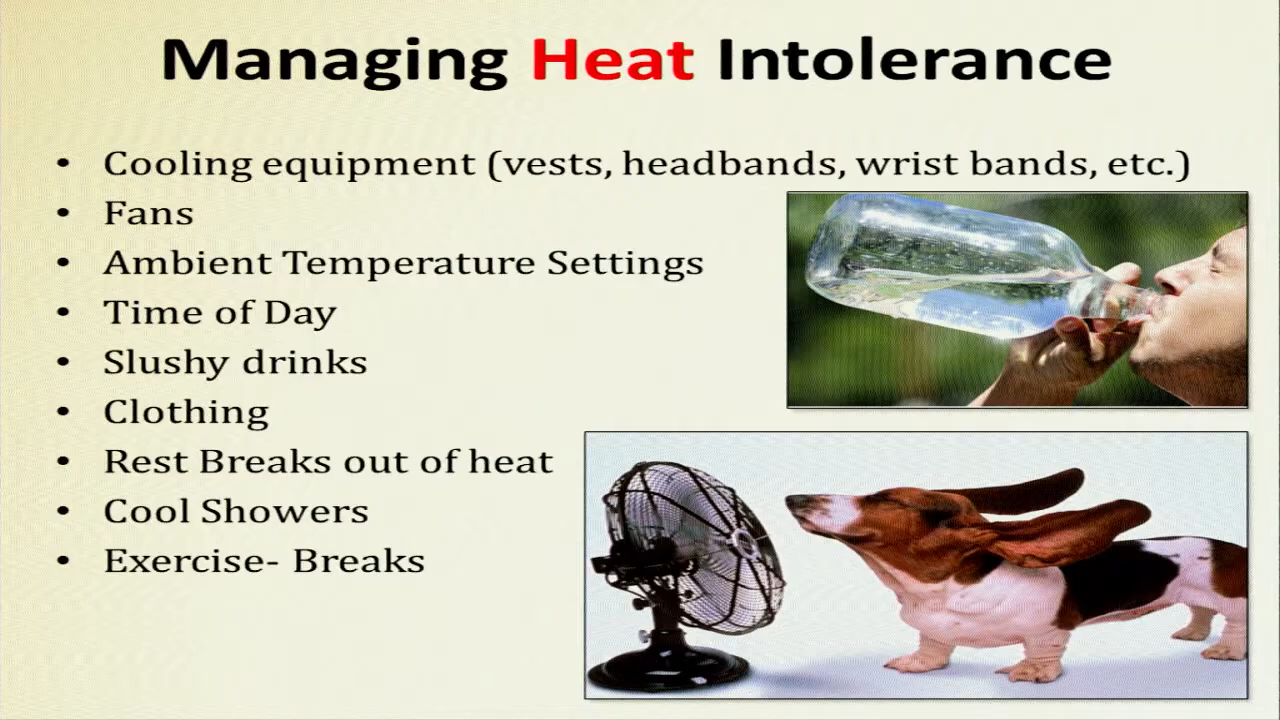 Managing Heat Intolerance
• Cooling equipment (vests, headbands, wrist bands, etc.)
• Fans
• Ambient Temperature Settings
• Time of Day
• Slushy drinks
• Clothing
• Rest Breaks out of heat
• Cool Showers
• Exercise- Breaks